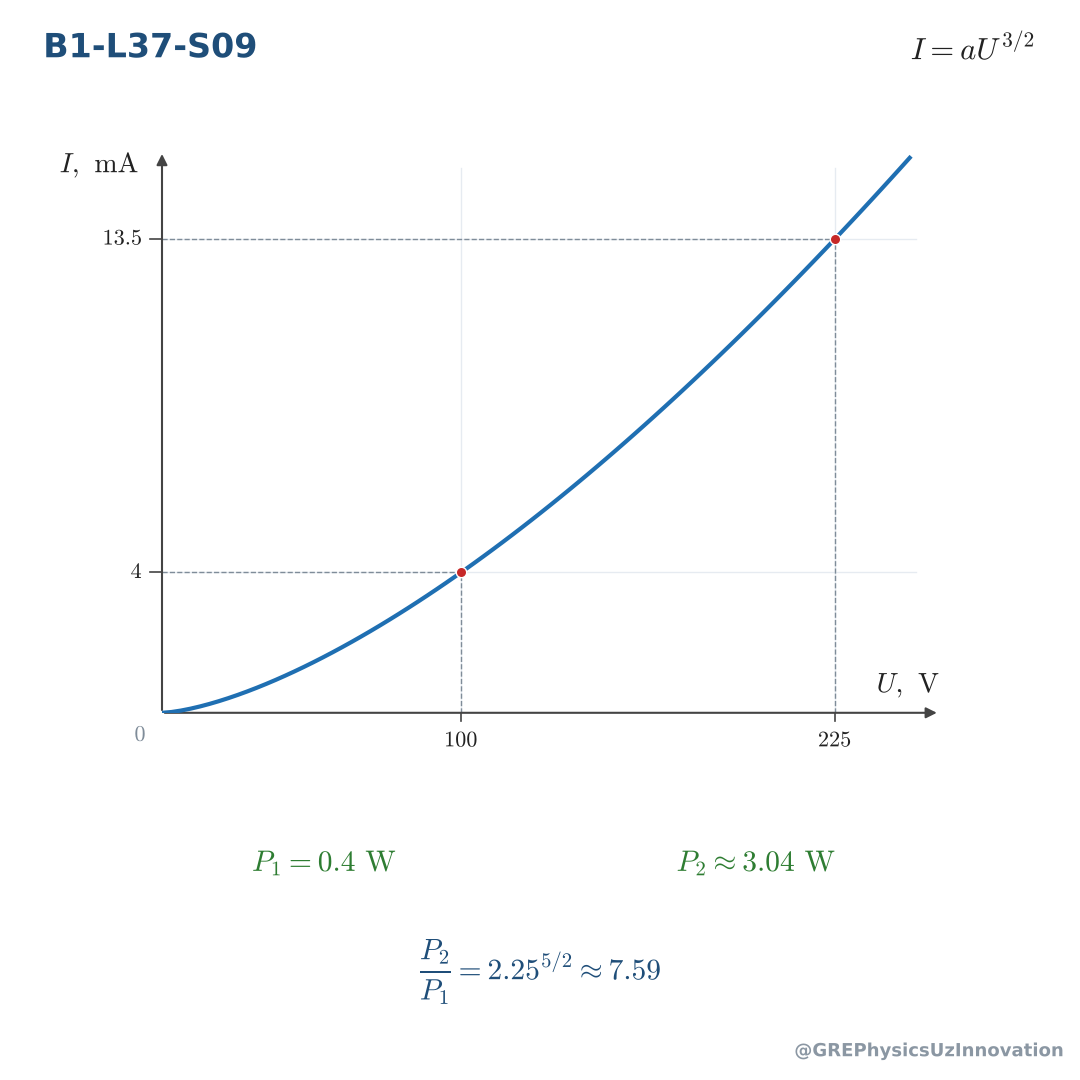 B1-L37-S09
I = aU^{3/2}
I, mA
13.5
4
U, V
0
100
225
P_1 = 0.4 W
P_2 ≈ 3.04 W
\frac{P_2}{P_1} = 2.25^{5/2} ≈ 7.59
@GREPhysicsUzInnovation